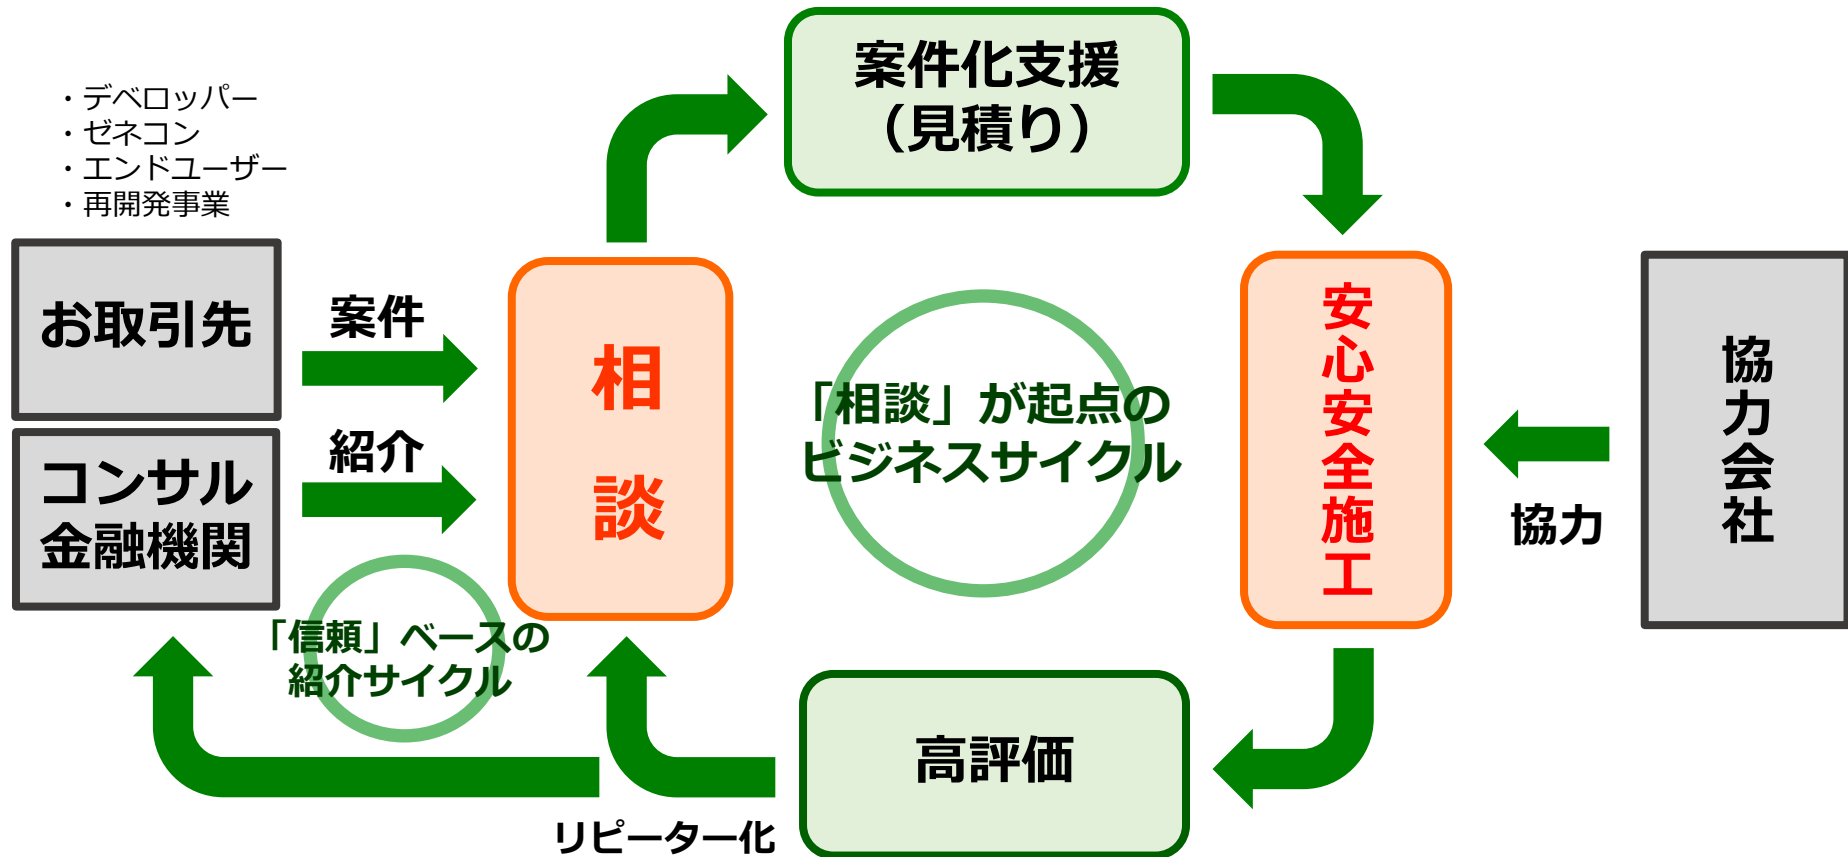 案件化支援
（見積り）
・デベロッパー
・ゼネコン
・エンドユーザー
・再開発事業
お取引先
案件
コンサル
金融機関
紹介
相
談
「相談」が起点の
ビジネスサイクル
安心安全施工
協力会社
協力
「信頼」ベースの
紹介サイクル
高評価
リピーター化